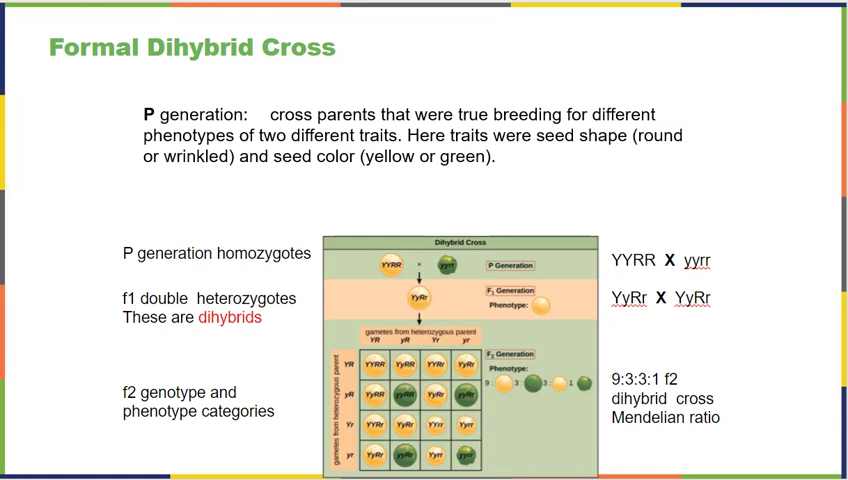 Formal Dihybrid Cross
P generation: cross parents that were true breeding for different
phenotypes of two different traits. Here traits were seed shape (round
or wrinkled) and seed color (yellow or green).
P generation homozygotes
f1 double heterozygotes
These are dihybrids
f2 genotype and
phenotype categories
Dihybrid Cross
YYRR × yyrr
P Generation
YyRr
F1 Generation
Phenotype:
gametes from heterozygous parent
YR yR Yr yr
gametes from heterozygous parent
YR YYRR YyRR YYRr YyRr
yR YyRR yyRR YyRr yyRr
Yr YYRr YyRr YYrr Yyrr
yr YyRr yyRr Yyrr yyrr
F2 Generation
Phenotype:
9 : 3 : 3 : 1
YYRR X yyrr
YyRr X YyRr
9:3:3:1 f2
dihybrid cross
Mendelian ratio